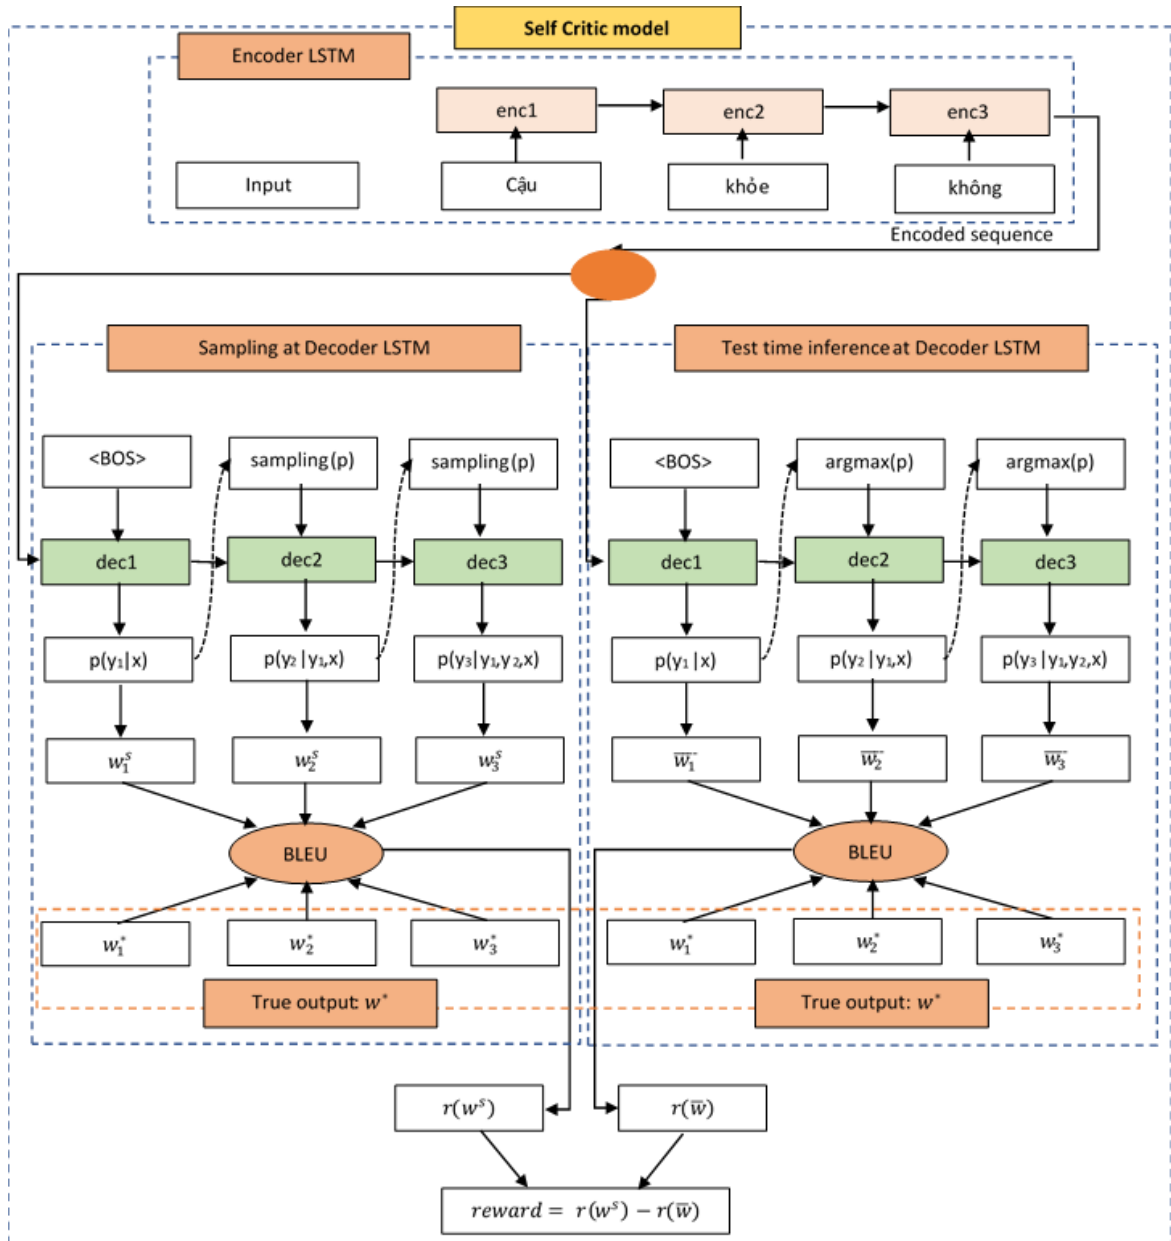 Self Critic model
Encoder LSTM
enc1
enc2
enc3
Input
Cậu
khỏe
không
Encoded sequence
Sampling at Decoder LSTM
Test time inference at Decoder LSTM
<BOS>
sampling(p)
sampling(p)
<BOS>
argmax(p)
argmax(p)
dec1
dec2
dec3
dec1
dec2
dec3
p(y₁|x)
p(y₂|y₁,x)
p(y₃|y₁,y₂,x)
p(y₁|x)
p(y₂|y₁,x)
p(y₃|y₁,y₂,x)
w₁ˢ
w₂ˢ
w₃ˢ
w̅₁
w̅₂
w̅₃
BLEU
BLEU
w₁*
w₂*
w₃*
w₁*
w₂*
w₃*
True output: w*
True output: w*
r(wˢ)
r(w̅)
reward = r(wˢ) − r(w̅)